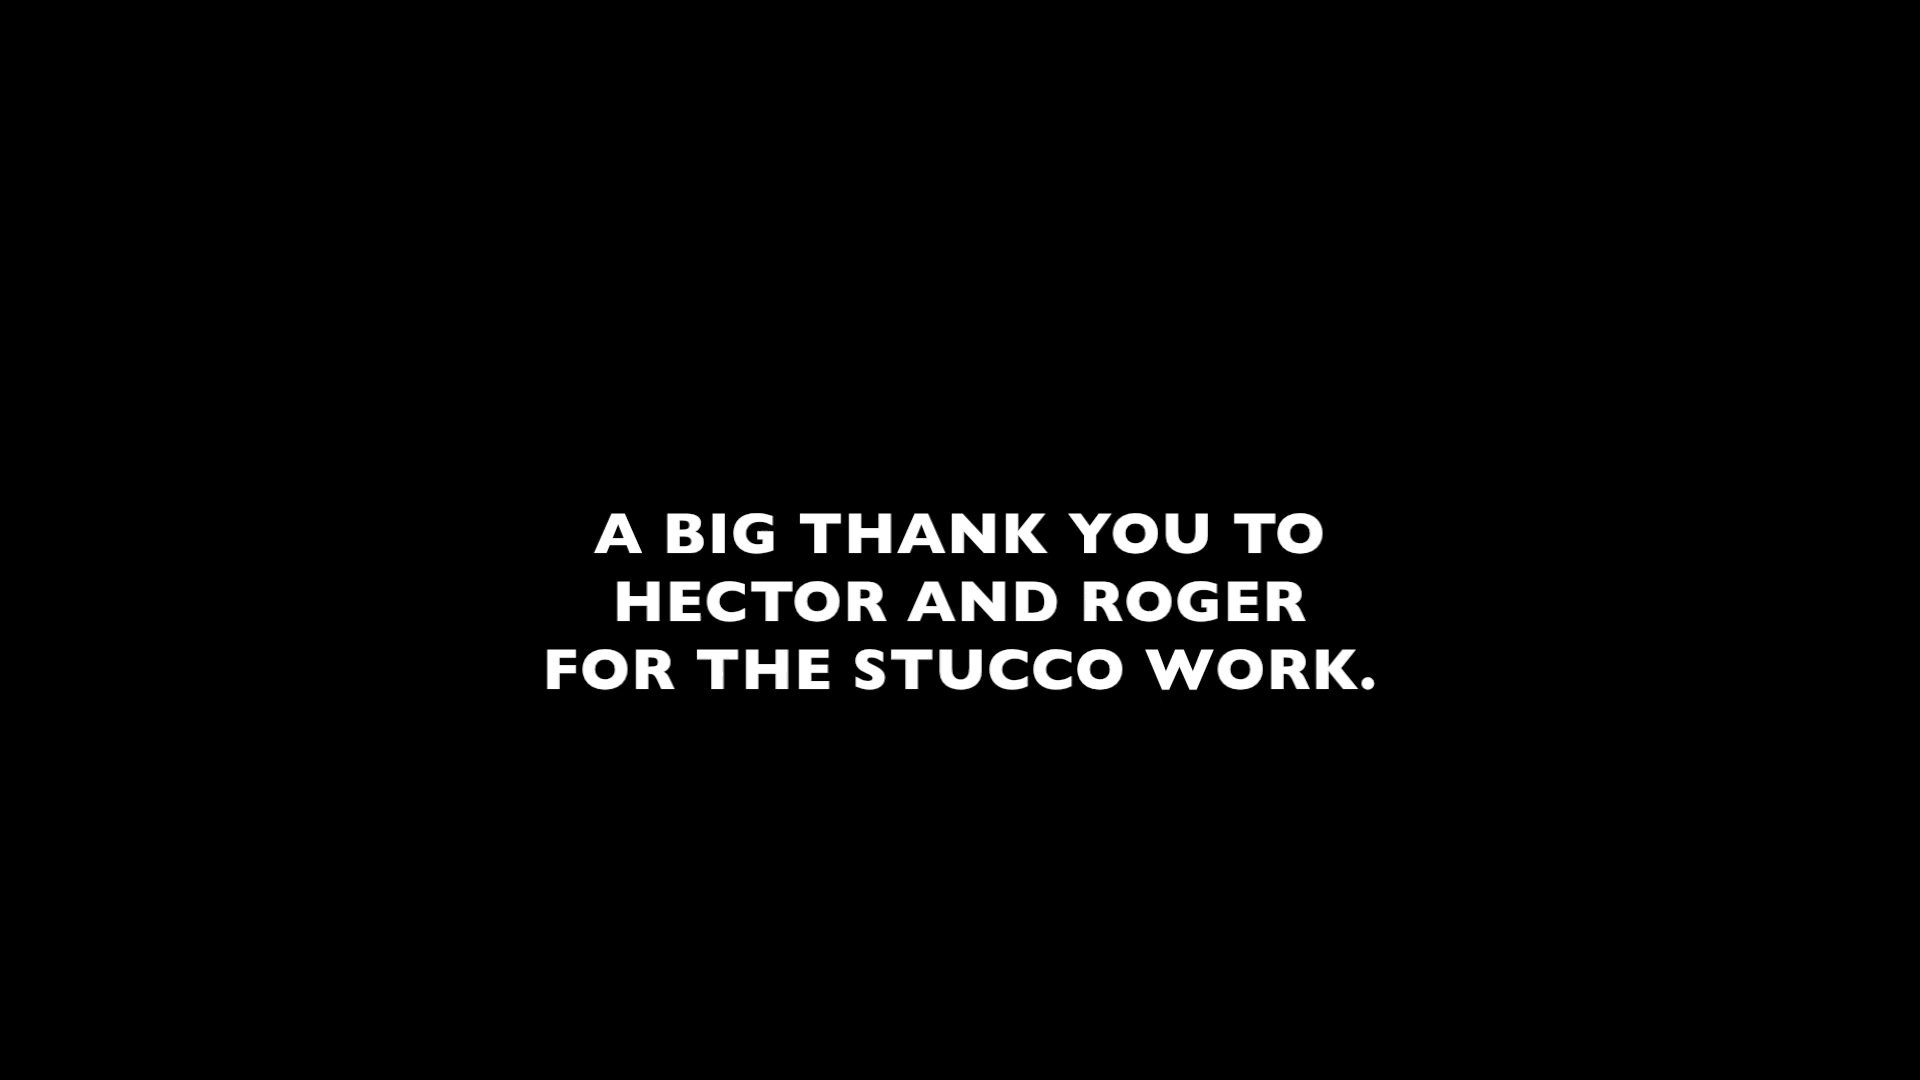 A BIG THANK YOU TO
HECTOR AND ROGER
FOR THE STUCCO WORK.